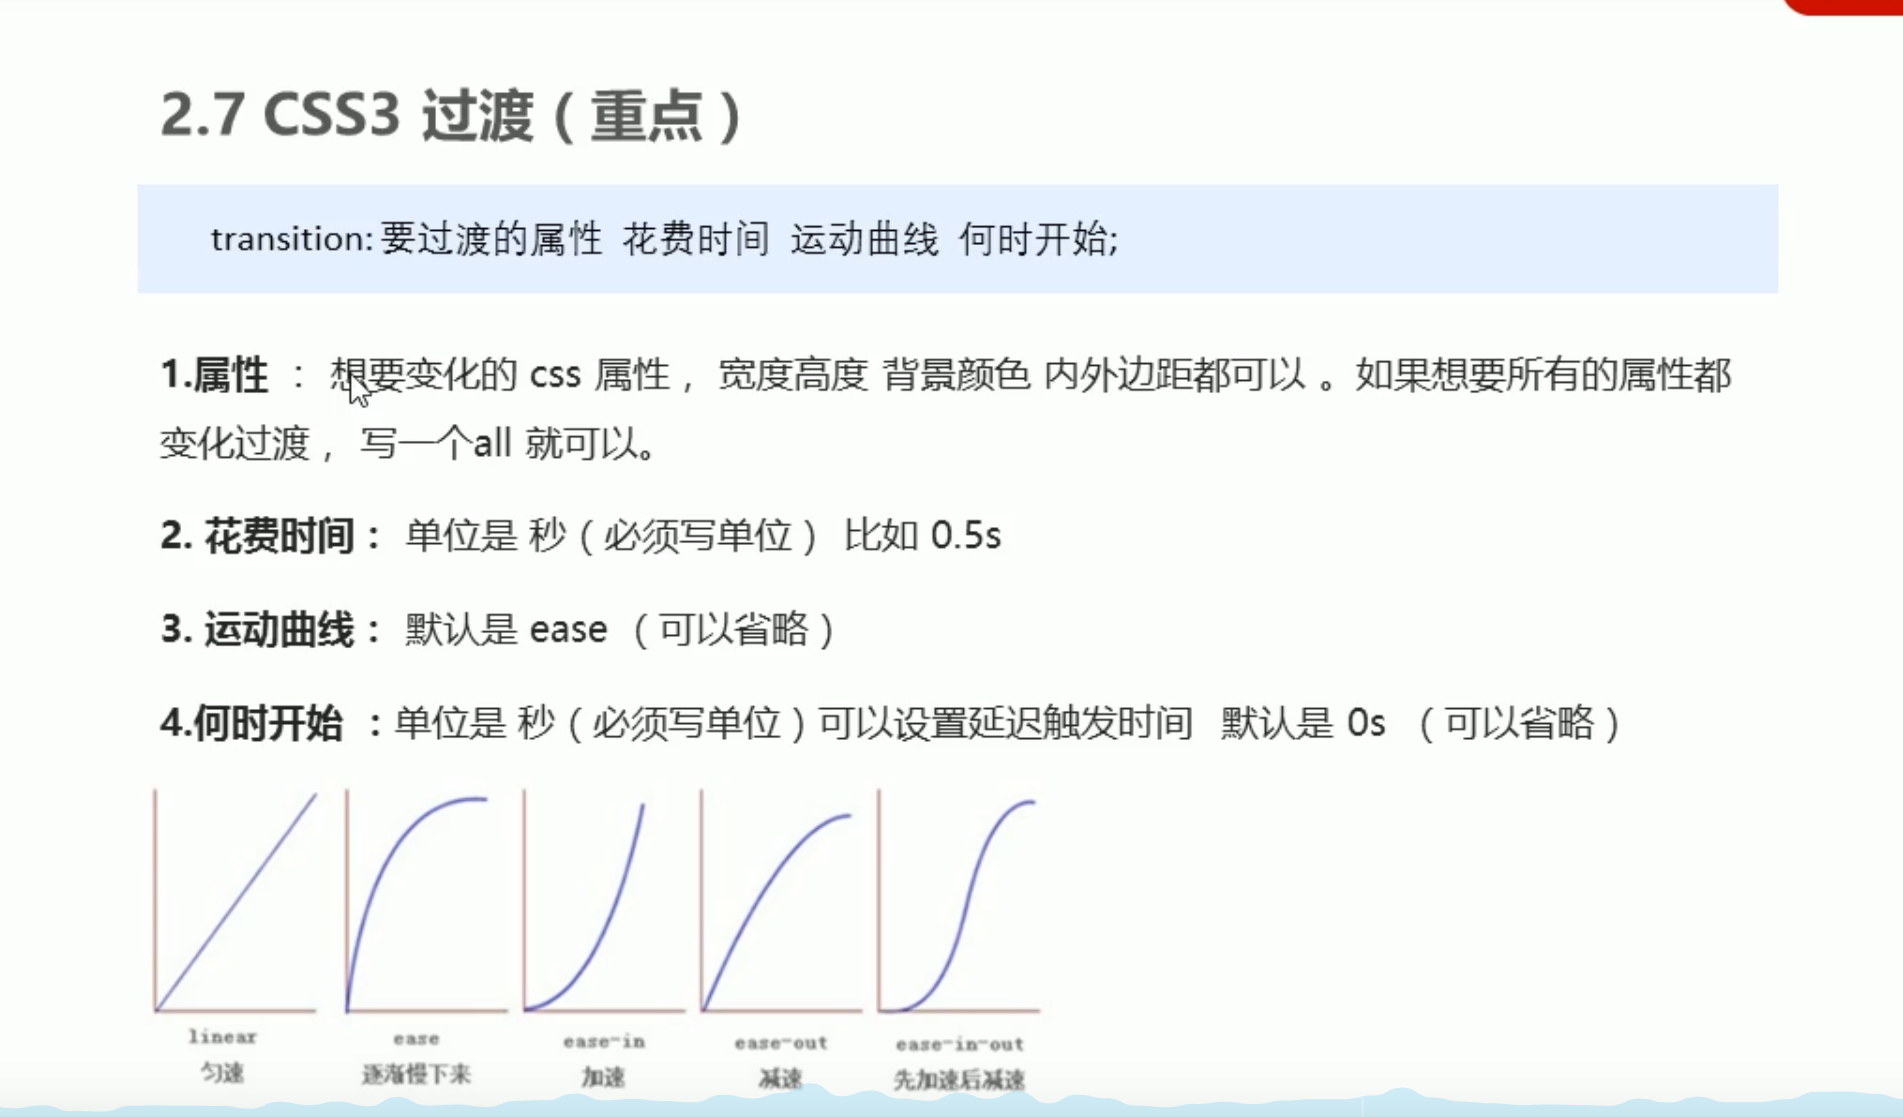 2.7 CSS3 过渡（重点）
transition: 要过渡的属性 花费时间 运动曲线 何时开始;
1.属性 ： 想要变化的 css 属性， 宽度高度 背景颜色 内外边距都可以 。如果想要所有的属性都
变化过渡， 写一个all 就可以。
2. 花费时间： 单位是 秒（必须写单位） 比如 0.5s
3. 运动曲线： 默认是 ease （可以省略）
4.何时开始 ：单位是 秒（必须写单位）可以设置延迟触发时间 默认是 0s （可以省略）
linear ease ease-in ease-out ease-in-out
匀速 逐渐慢下来 加速 减速 先加速后减速